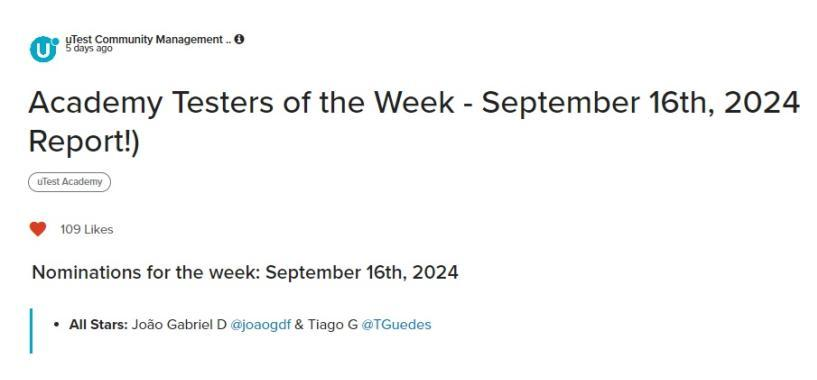 uTest Community Management ..
5 days ago
Academy Testers of the Week - September 16th, 2024
Report!)
uTest Academy
109 Likes
Nominations for the week: September 16th, 2024
• All Stars: João Gabriel D @joaogdf & Tiago G @TGuedes